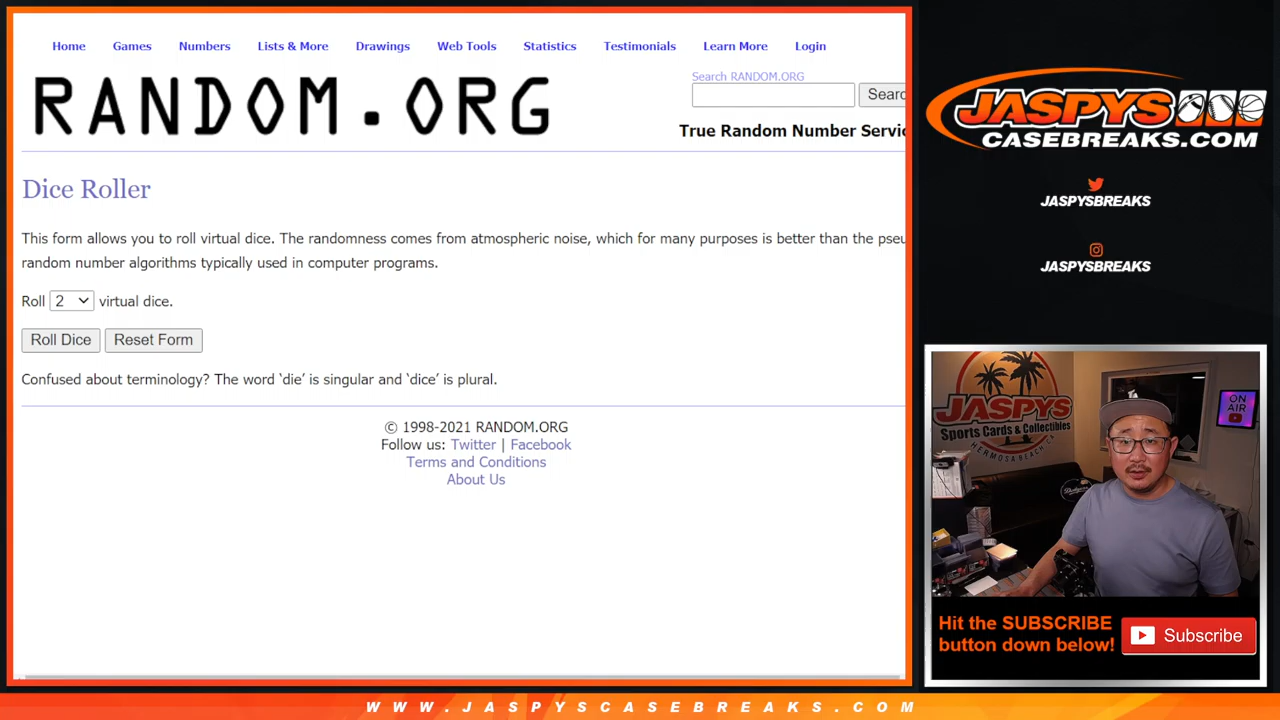 Home Games Numbers Lists & More Drawings Web Tools Statistics Testimonials Learn More Login
RANDOM.ORG
Search RANDOM.ORG
Searc
True Random Number Servic
Dice Roller
This form allows you to roll virtual dice. The randomness comes from atmospheric noise, which for many purposes is better than the pseu
random number algorithms typically used in computer programs.
Roll 2 virtual dice.
Roll Dice Reset Form
Confused about terminology? The word ‘die’ is singular and ‘dice’ is plural.
© 1998-2021 RANDOM.ORG
Follow us: Twitter | Facebook
Terms and Conditions
About Us
JASPYS
CASEBREAKS.COM
JASPYSBREAKS
JASPYSBREAKS
JASPYS
Sports Cards & Collectibles
HERMOSA BEACH, CA
ON AIR
Dodgers
Hit the SUBSCRIBE
button down below!
Subscribe
WWW.JASPYSCASEBREAKS.COM